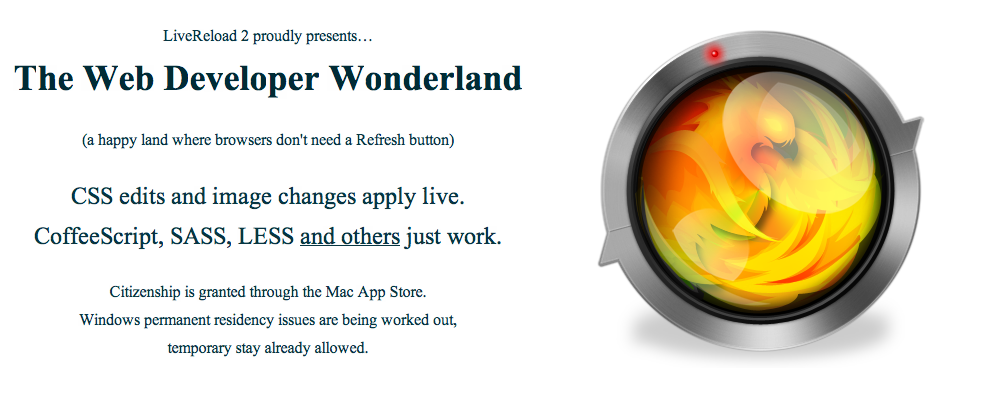 LiveReload 2 proudly presents…
The Web Developer Wonderland
(a happy land where browsers don't need a Refresh button)
CSS edits and image changes apply live.
CoffeeScript, SASS, LESS and others just work.
Citizenship is granted through the Mac App Store.
Windows permanent residency issues are being worked out,
temporary stay already allowed.